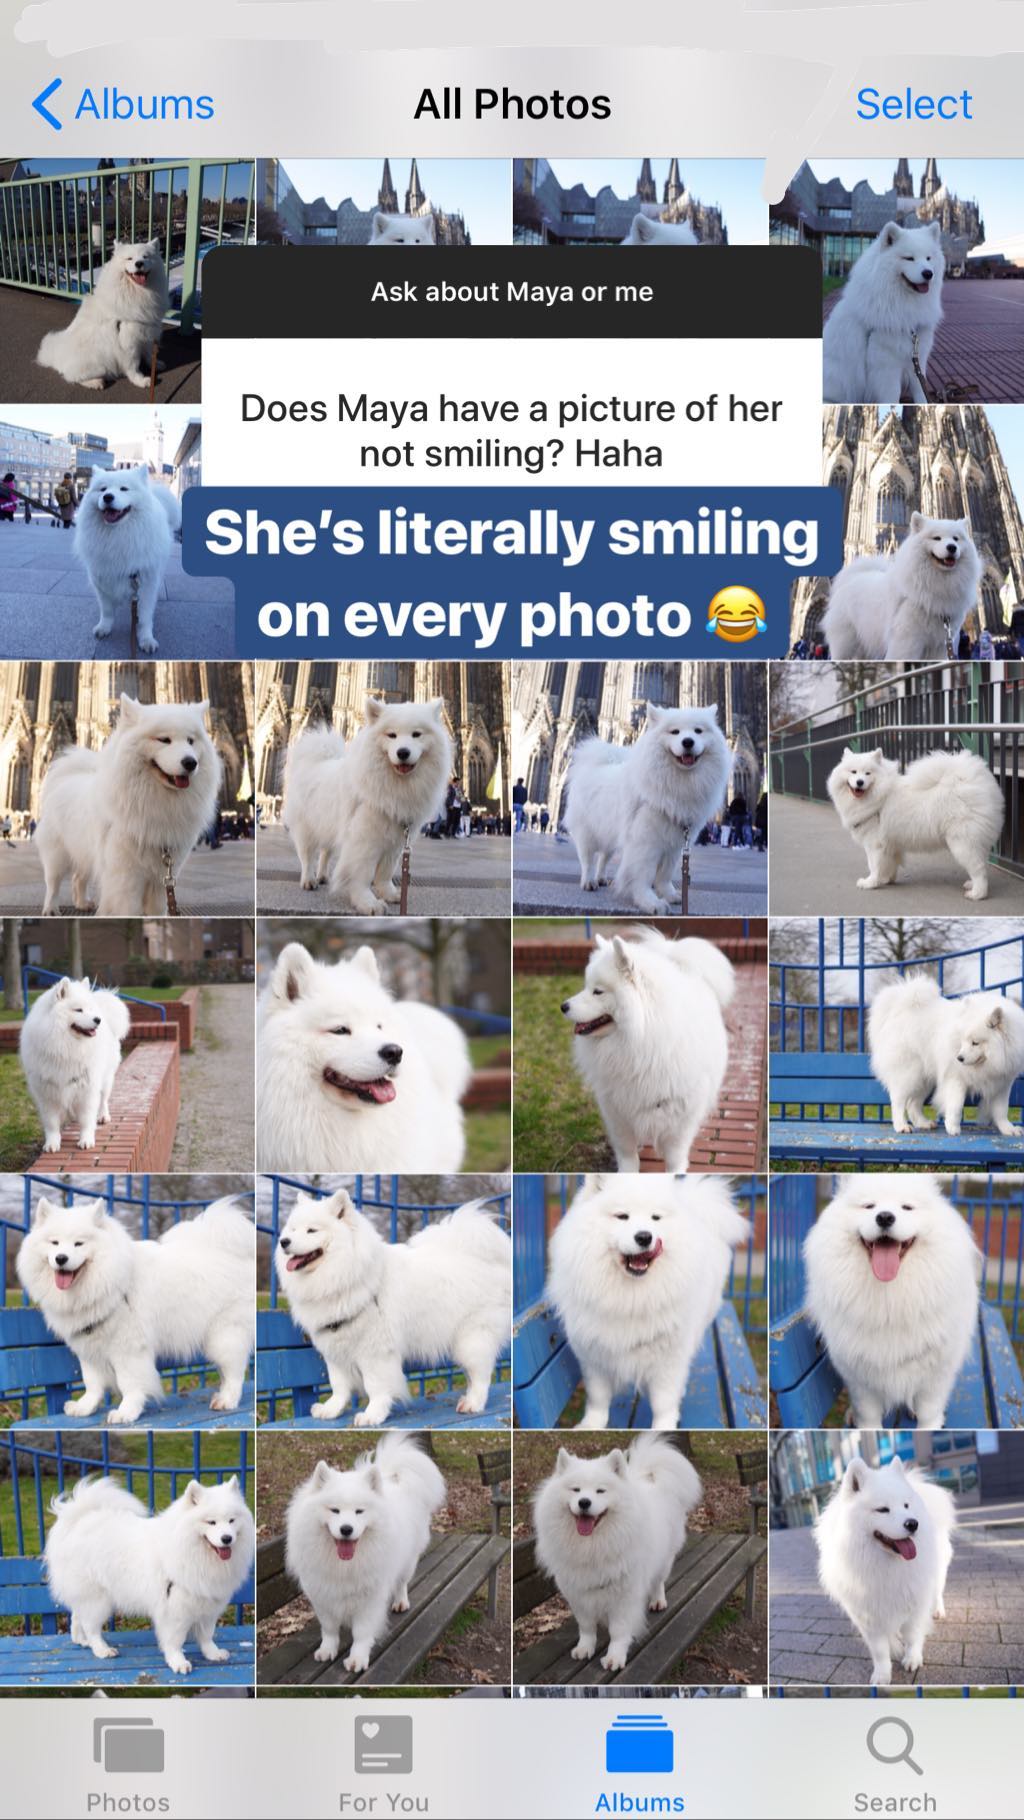 Albums
All Photos
Select
Ask about Maya or me
Does Maya have a picture of her
not smiling? Haha
She's literally smiling
on every photo 😂
Photos
For You
Albums
Search